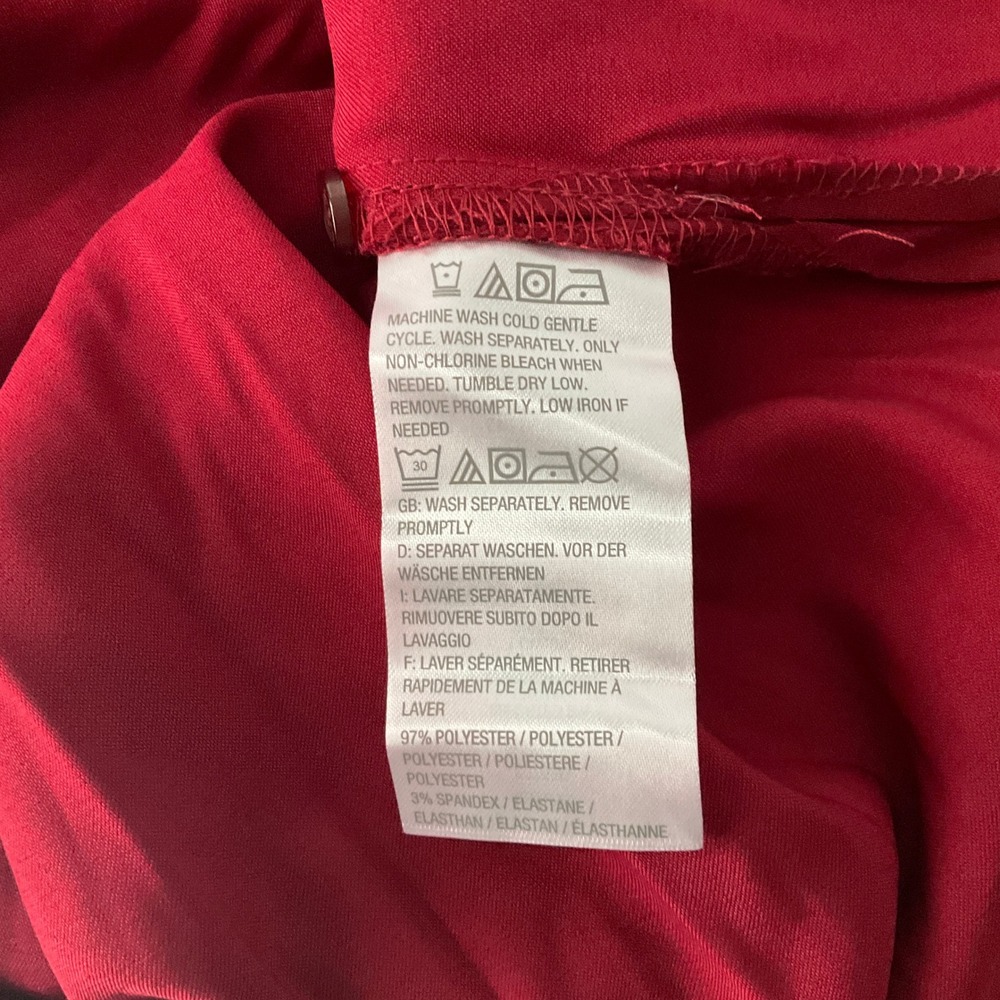 MACHINE WASH COLD GENTLE
CYCLE. WASH SEPARATELY. ONLY
NON-CHLORINE BLEACH WHEN
NEEDED. TUMBLE DRY LOW.
REMOVE PROMPTLY. LOW IRON IF
NEEDED
30
GB: WASH SEPARATELY. REMOVE
PROMPTLY
D: SEPARAT WASCHEN. VOR DER
WÄSCHE ENTFERNEN
I: LAVARE SEPARATAMENTE.
RIMUOVERE SUBITO DOPO IL
LAVAGGIO
F: LAVER SÉPARÉMENT. RETIRER
RAPIDEMENT DE LA MACHINE À
LAVER
97% POLYESTER / POLYESTER /
POLYESTER / POLIESTERE /
POLYESTER
3% SPANDEX / ELASTANE /
ELASTHAN / ELASTAN / ÉLASTHANNE